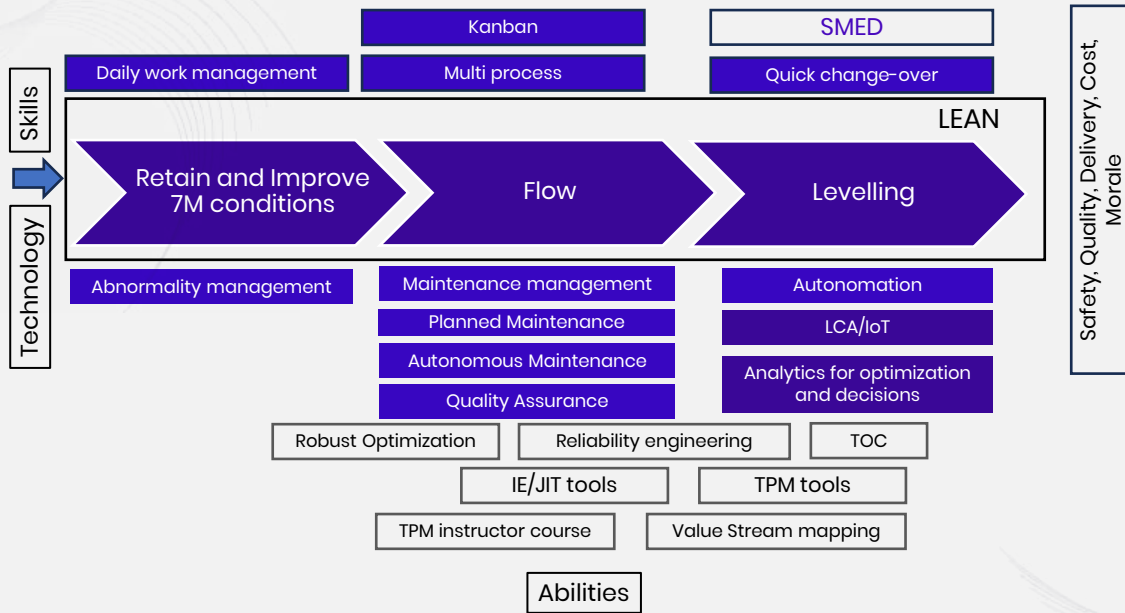 Kanban
SMED
Daily work management
Multi process
Quick change-over
Skills
Technology
LEAN
Retain and Improve
7M conditions
Flow
Levelling
Safety, Quality, Delivery, Cost,
Morale
Abnormality management
Maintenance management
Autonomation
Planned Maintenance
LCA/IoT
Autonomous Maintenance
Analytics for optimization
and decisions
Quality Assurance
Robust Optimization
Reliability engineering
TOC
IE/JIT tools
TPM tools
TPM instructor course
Value Stream mapping
Abilities